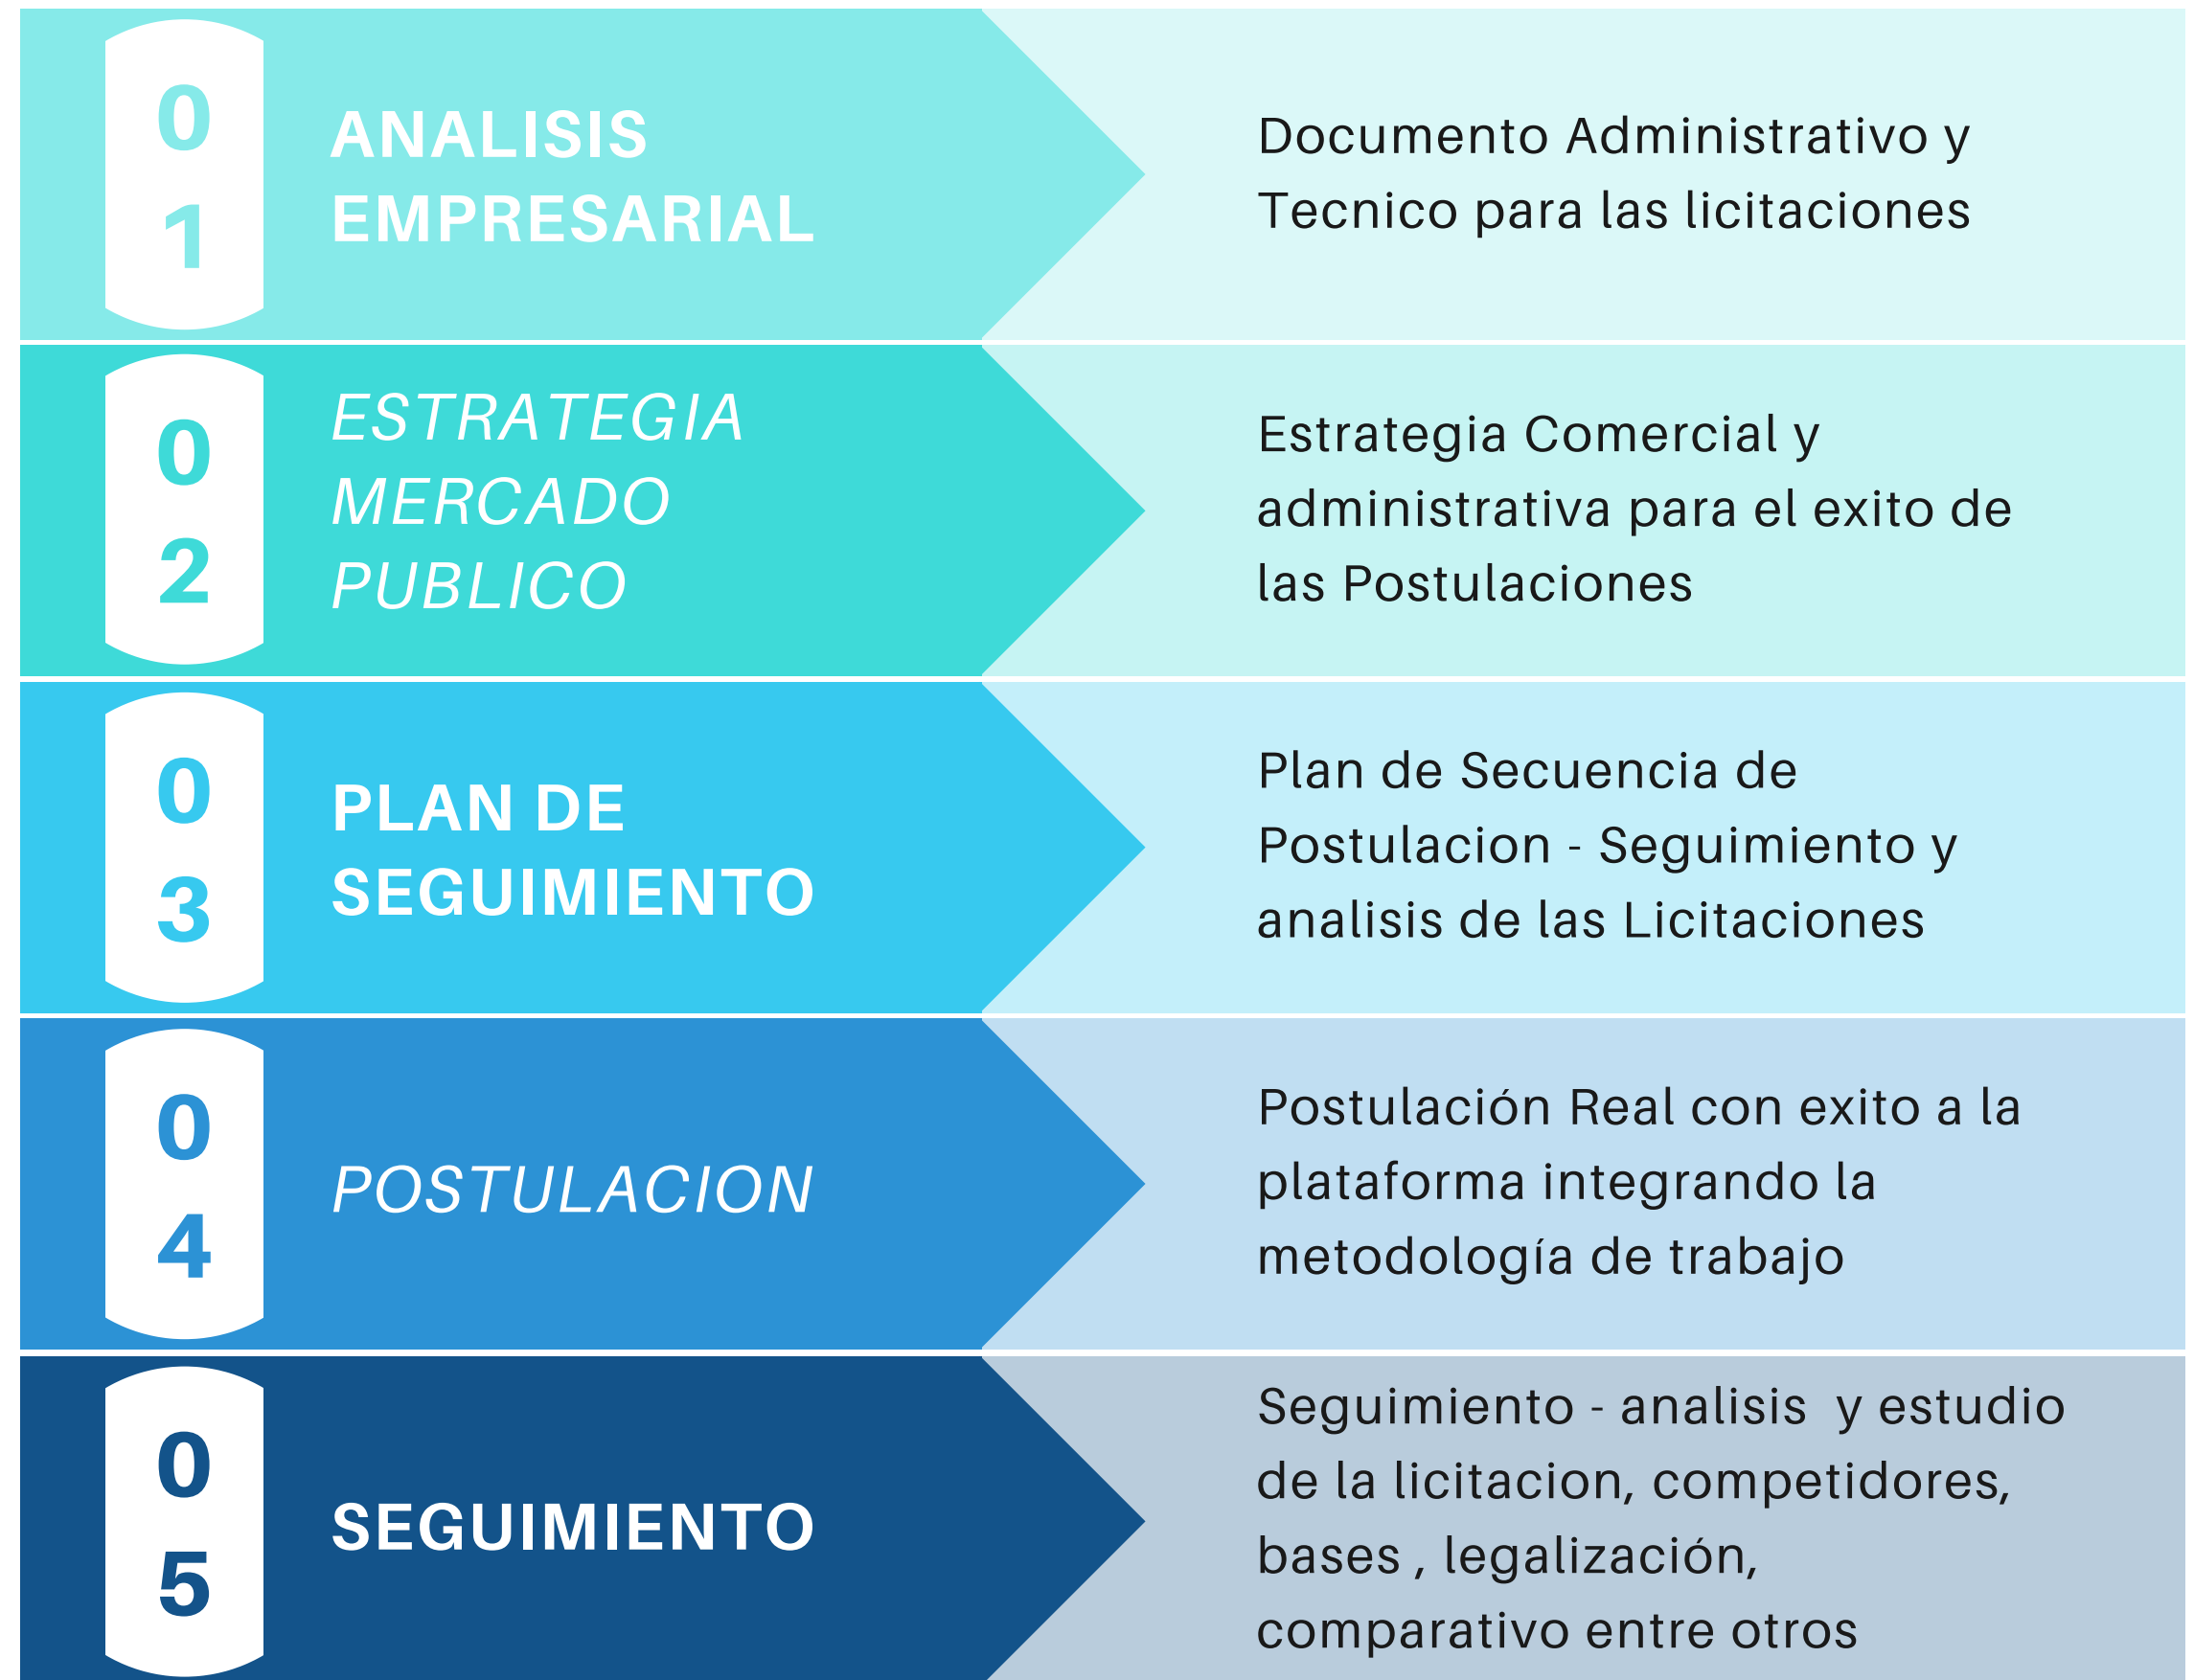 0
1
ANALISIS
EMPRESARIAL
Documento Administrativo y
Tecnico para las licitaciones
0
2
ESTRATEGIA
MERCADO
PUBLICO
Estrategia Comercial y
administrativa para el exito de
las Postulaciones
0
3
PLAN DE
SEGUIMIENTO
Plan de Secuencia de
Postulacion - Seguimiento y
analisis de las Licitaciones
0
4
POSTULACION
Postulación Real con exito a la
plataforma integrando la
metodología de trabajo
0
5
SEGUIMIENTO
Seguimiento - analisis  y estudio
de la licitacion, competidores,
bases , legalización,
comparativo entre otros